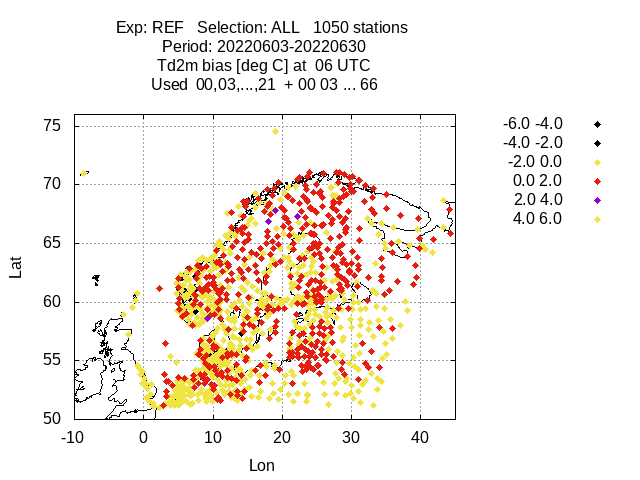 Exp: REF   Selection: ALL   1050 stations
Period: 20220603-20220630
Td2m bias [deg C] at  06 UTC
Used  00,03,...,21  + 00 03 ... 66
-6.0 -4.0
-4.0 -2.0
-2.0 0.0
0.0 2.0
2.0 4.0
4.0 6.0
75
70
65
60
55
50
Lat
-10 0 10 20 30 40
Lon